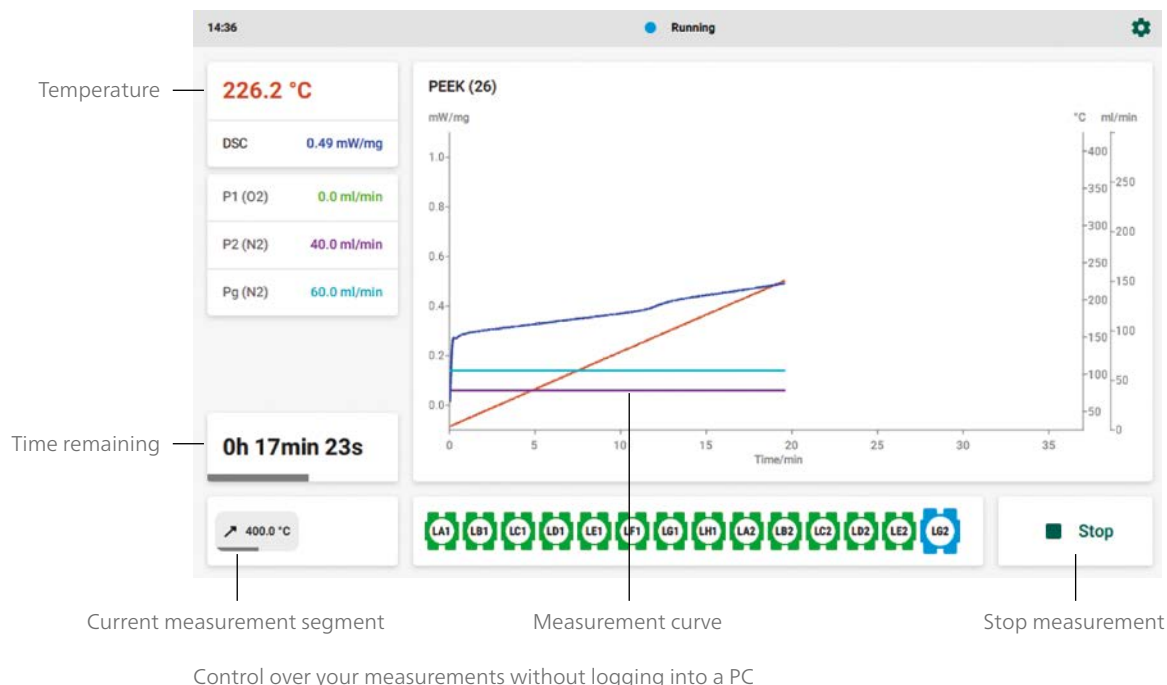 14:36
Running
Temperature
226.2 °C
DSC 0.49 mW/mg
P1 (O2) 0.0 ml/min
P2 (N2) 40.0 ml/min
Pg (N2) 60.0 ml/min
PEEK (26)
mW/mg
°C ml/min
1.0
0.8
0.6
0.4
0.2
0.0
400
350
300
250
200
150
100
50
250
200
150
100
50
0
0 5 10 15 20 25 30 35
Time/min
Time remaining
0h 17min 23s
400.0 °C
LA1 LB1 LC1 LD1 LE1 LF1 LG1 LH1 LA2 LB2 LC2 LD2 LE2 LG2
Stop
Current measurement segment
Measurement curve
Stop measurement
Control over your measurements without logging into a PC